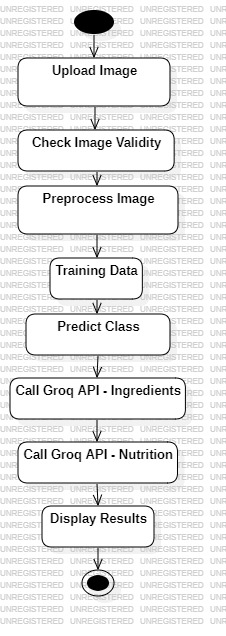 Upload Image
Check Image Validity
Preprocess Image
Training Data
Predict Class
Call Groq API - Ingredients
Call Groq API - Nutrition
Display Results
UNREGISTERED